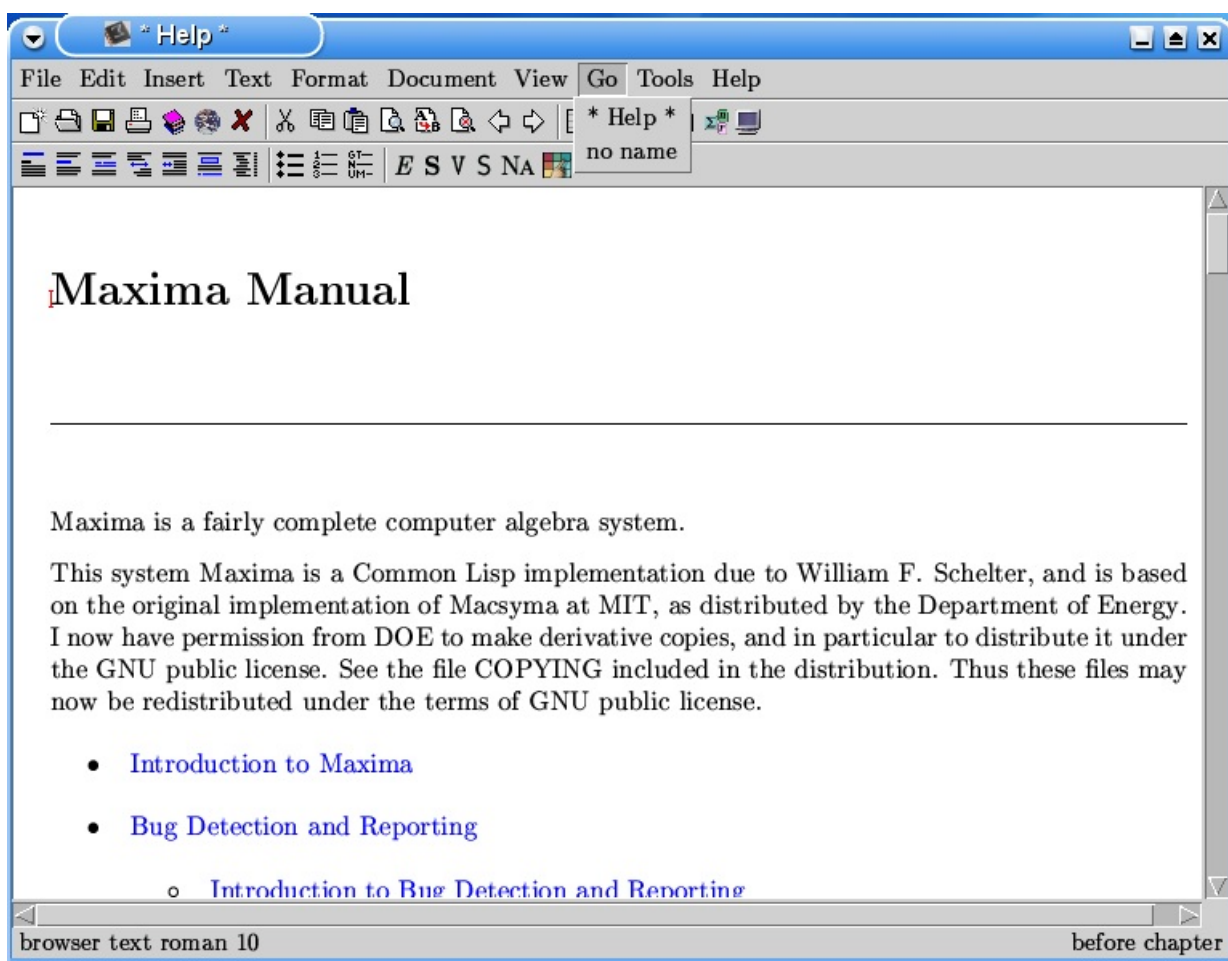 * Help *
File Edit Insert Text Format Document View Go Tools Help
* Help *
no name
E S V S NA
Maxima Manual
Maxima is a fairly complete computer algebra system.
This system Maxima is a Common Lisp implementation due to William F. Schelter, and is based
on the original implementation of Macsyma at MIT, as distributed by the Department of Energy.
I now have permission from DOE to make derivative copies, and in particular to distribute it under
the GNU public license. See the file COPYING included in the distribution. Thus these files may
now be redistributed under the terms of GNU public license.
• Introduction to Maxima
• Bug Detection and Reporting
◦ Introduction to Bug Detection and Reporting
browser text roman 10
before chapter